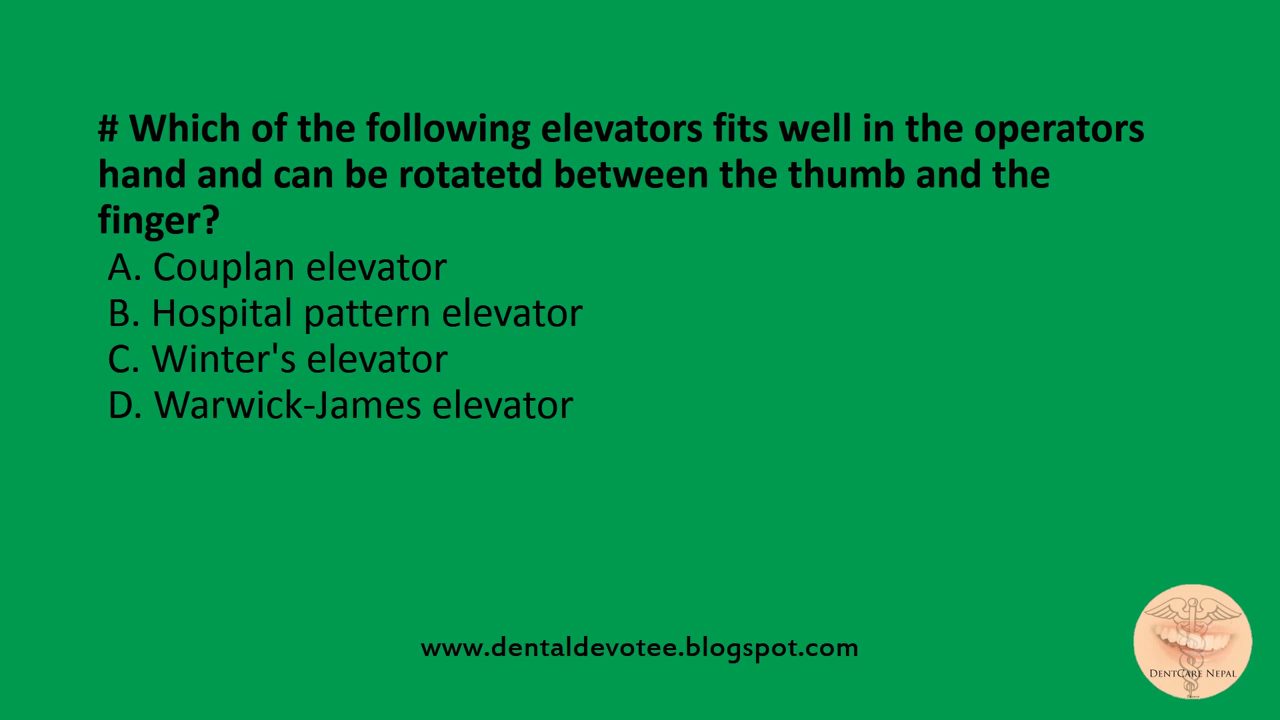 # Which of the following elevators fits well in the operators
hand and can be rotatetd between the thumb and the
finger?
A. Couplan elevator
B. Hospital pattern elevator
C. Winter's elevator
D. Warwick-James elevator
www.dentaldevotee.blogspot.com
DentCare Nepal